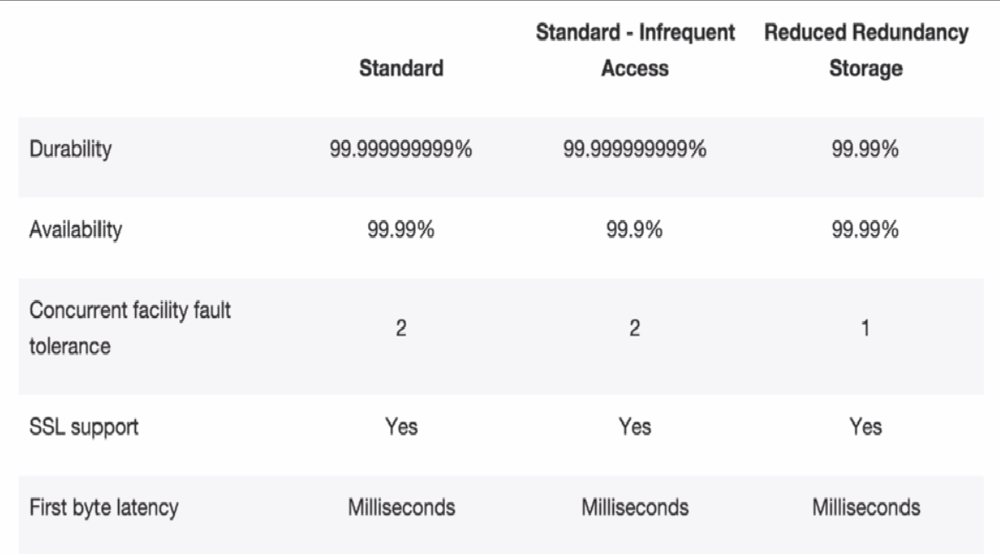 Standard - Infrequent Reduced Redundancy
Standard Access Storage
Durability 99.999999999% 99.999999999% 99.99%
Availability 99.99% 99.9% 99.99%
Concurrent facility fault
tolerance 2 2 1
SSL support Yes Yes Yes
First byte latency Milliseconds Milliseconds Milliseconds